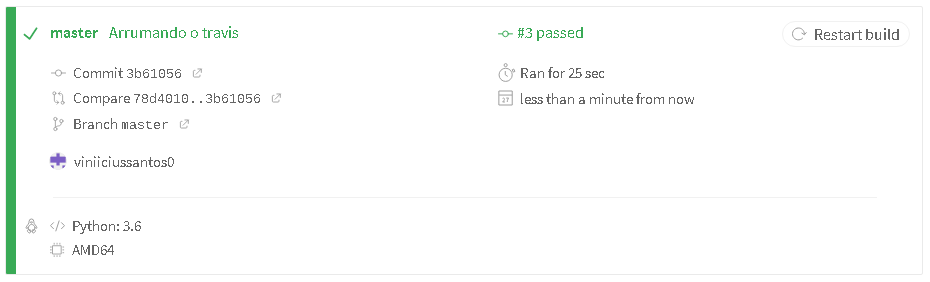 master Arrumando o travis
#3 passed
Restart build
Commit 3b61056
Compare 78d4010..3b61056
Branch master
Ran for 25 sec
27
less than a minute from now
viniiciussantos0
Python: 3.6
AMD64